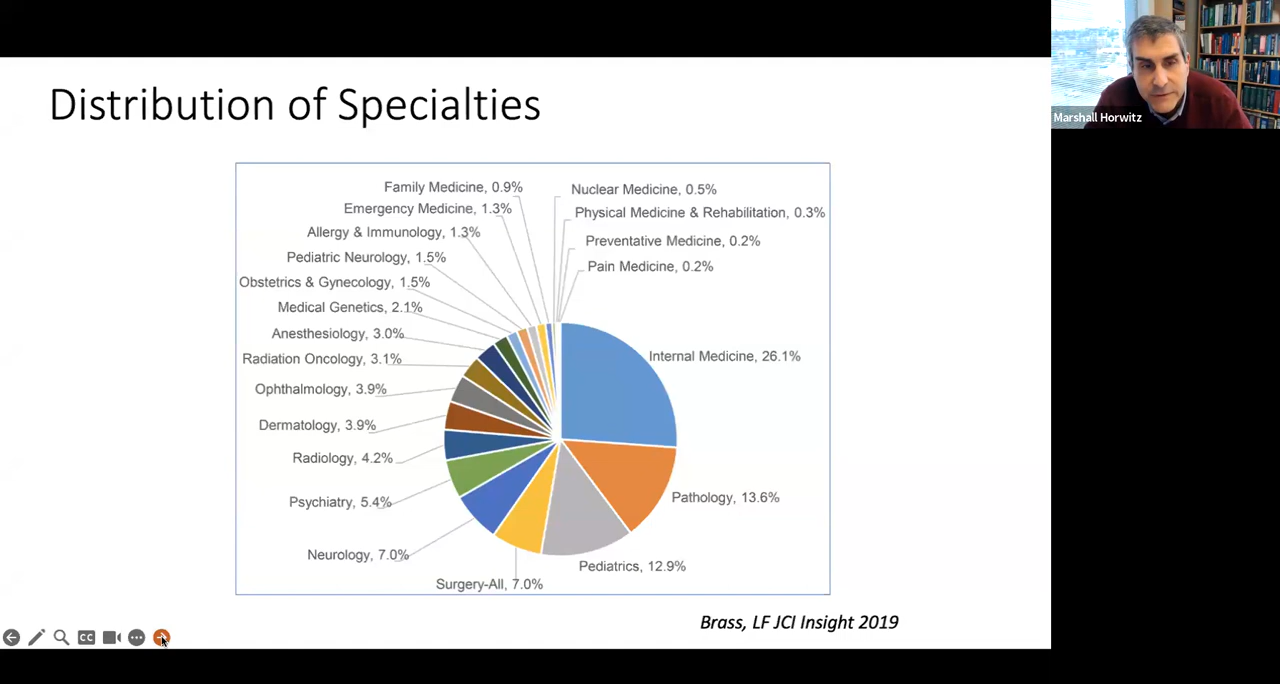 Distribution of Specialties
Marshall Horwitz
Family Medicine, 0.9%
Emergency Medicine, 1.3%
Allergy & Immunology, 1.3%
Pediatric Neurology, 1.5%
Obstetrics & Gynecology, 1.5%
Medical Genetics, 2.1%
Anesthesiology, 3.0%
Radiation Oncology, 3.1%
Ophthalmology, 3.9%
Dermatology, 3.9%
Radiology, 4.2%
Psychiatry, 5.4%
Neurology, 7.0%
Surgery-All, 7.0%
Nuclear Medicine, 0.5%
Physical Medicine & Rehabilitation, 0.3%
Preventative Medicine, 0.2%
Pain Medicine, 0.2%
Internal Medicine, 26.1%
Pathology, 13.6%
Pediatrics, 12.9%
Brass, LF JCI Insight 2019
CC